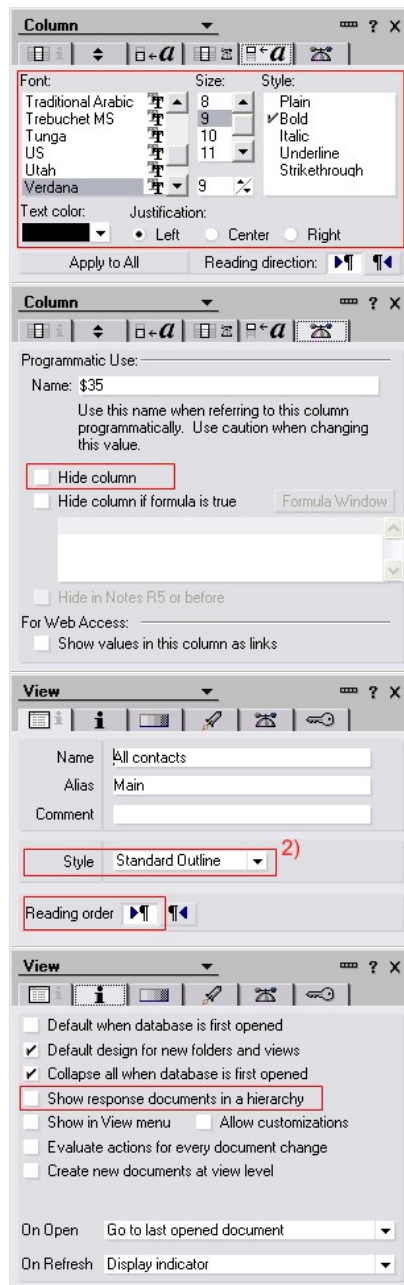 Column ? X
i a a
Font: Size: Style:
Traditional Arabic 8 Plain
Trebuchet MS 9 Bold
Tunga 10 Italic
US 11 Underline
Utah Strikethrough
Verdana 9
Text color: Justification:
Left Center Right
Apply to All Reading direction: ¶ ¶
Column ? X
i a a
Programmatic Use:
Name: $35
Use this name when referring to this column
programmatically. Use caution when changing
this value.
Hide column
Hide column if formula is true Formula Window
Hide in Notes R5 or before
For Web Access:
Show values in this column as links
View ? X
i i
Name All contacts
Alias Main
Comment
Style Standard Outline 2)
Reading order ¶ ¶
View ? X
i i
Default when database is first opened
Default design for new folders and views
Collapse all when database is first opened
Show response documents in a hierarchy
Show in View menu Allow customizations
Evaluate actions for every document change
Create new documents at view level
On Open Go to last opened document
On Refresh Display indicator